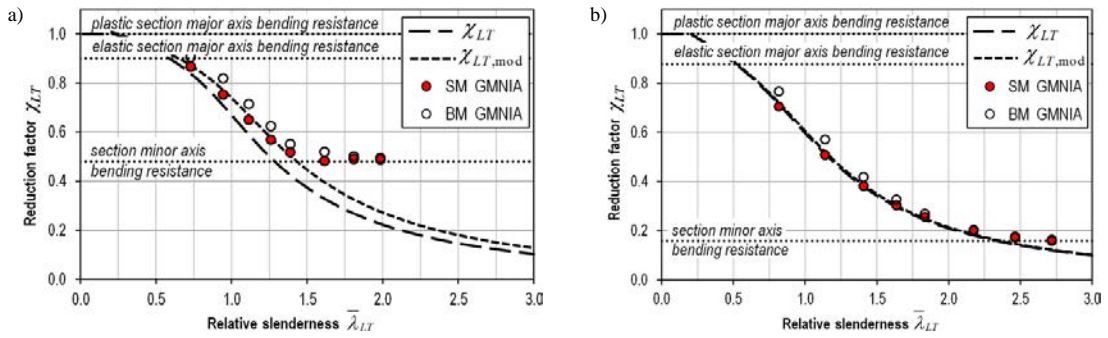 a)
plastic section major axis bending resistance
elastic section major axis bending resistance
section minor axis
bending resistance
χLT
χLT,mod
SM GMNIA
BM GMNIA
Reduction factor χLT
1.0
0.8
0.6
0.4
0.2
0.0
0.0 0.5 1.0 1.5 2.0 2.5 3.0
Relative slenderness λ̅LT
b)
plastic section major axis bending resistance
elastic section major axis bending resistance
section minor axis
bending resistance
χLT
χLT,mod
SM GMNIA
BM GMNIA
Reduction factor χLT
1.0
0.8
0.6
0.4
0.2
0.0
0.0 0.5 1.0 1.5 2.0 2.5 3.0
Relative slenderness λ̅LT